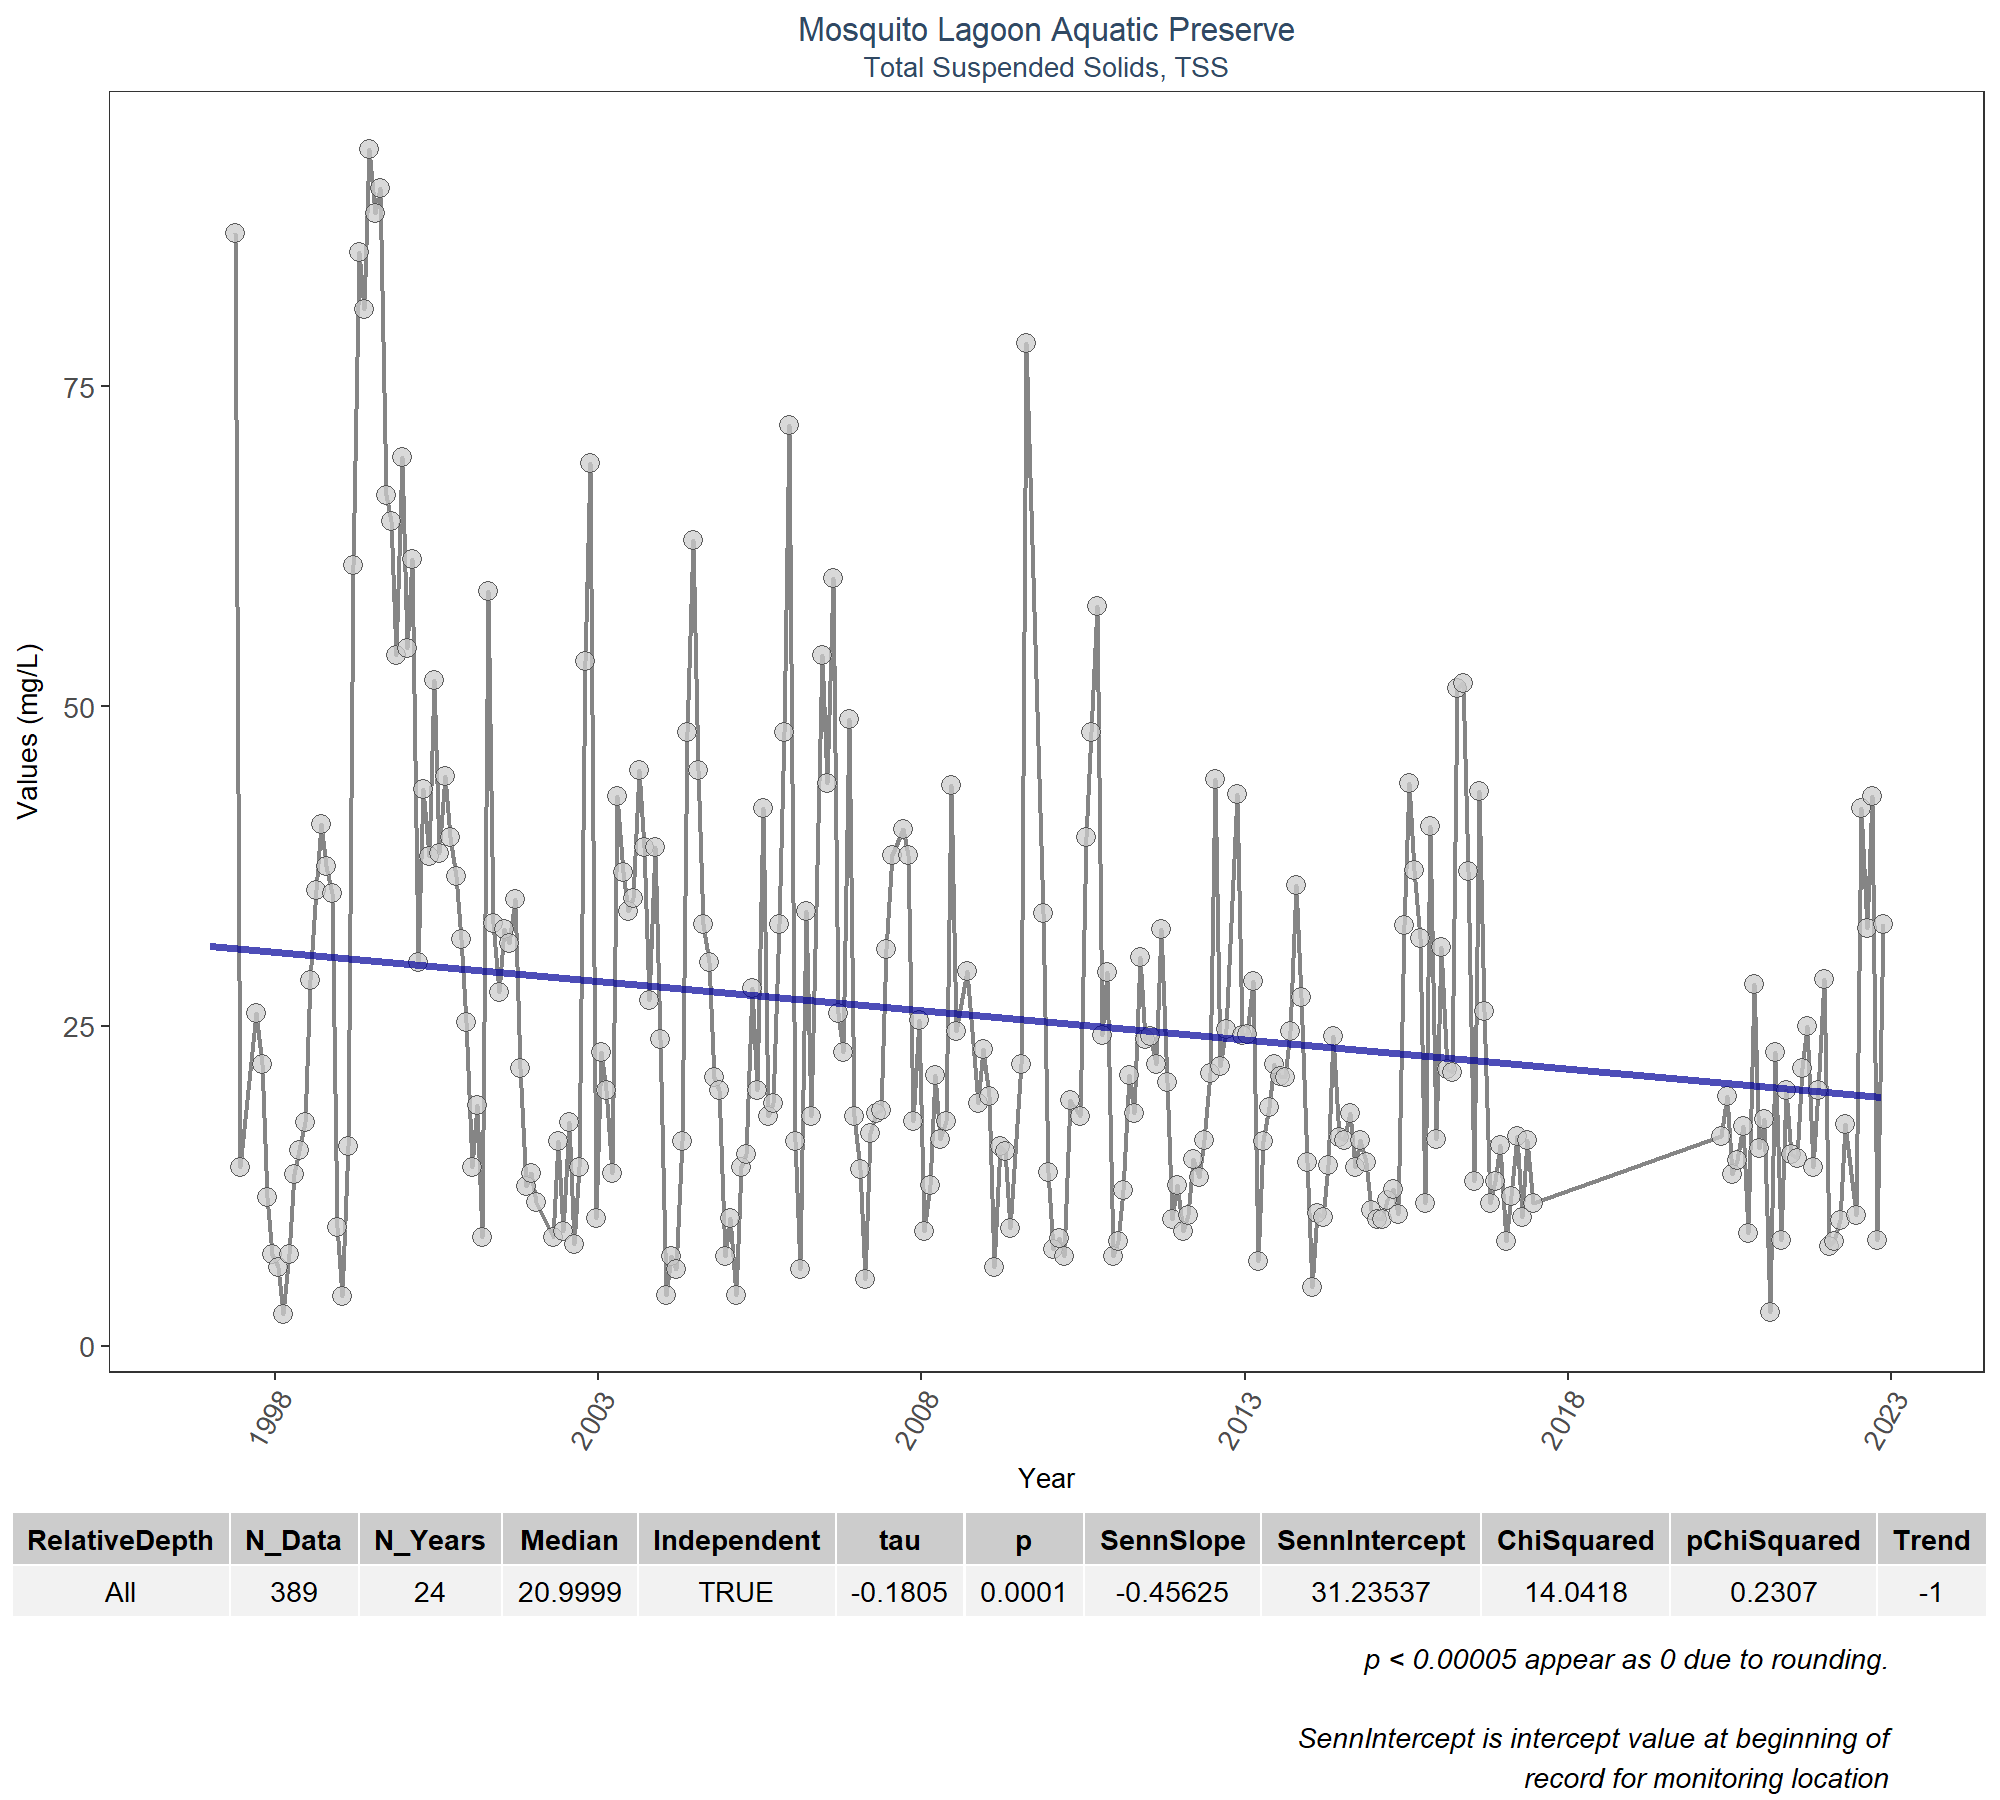 Mosquito Lagoon Aquatic Preserve
Total Suspended Solids, TSS
Values (mg/L)
75
50
25
0
1998 2003 2008 2013 2018 2023
Year
RelativeDepth N_Data N_Years Median Independent tau p SennSlope SennIntercept ChiSquared pChiSquared Trend
All 389 24 20.9999 TRUE -0.1805 0.0001 -0.45625 31.23537 14.0418 0.2307 -1
p < 0.00005 appear as 0 due to rounding.
SennIntercept is intercept value at beginning of
record for monitoring location